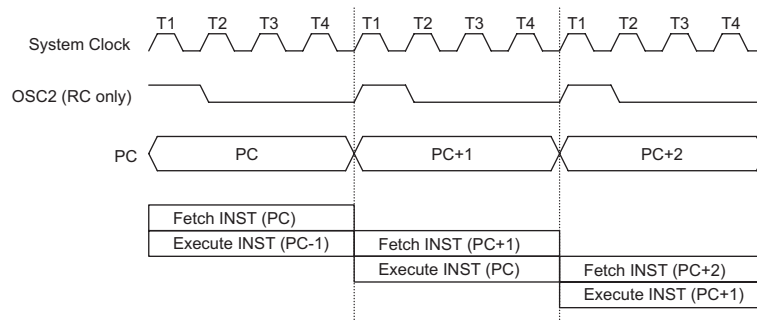 T1 T2 T3 T4 T1 T2 T3 T4 T1 T2 T3 T4
System Clock
OSC2 (RC only)
PC PC PC+1 PC+2
Fetch INST (PC)
Execute INST (PC-1) Fetch INST (PC+1)
Execute INST (PC) Fetch INST (PC+2)
Execute INST (PC+1)